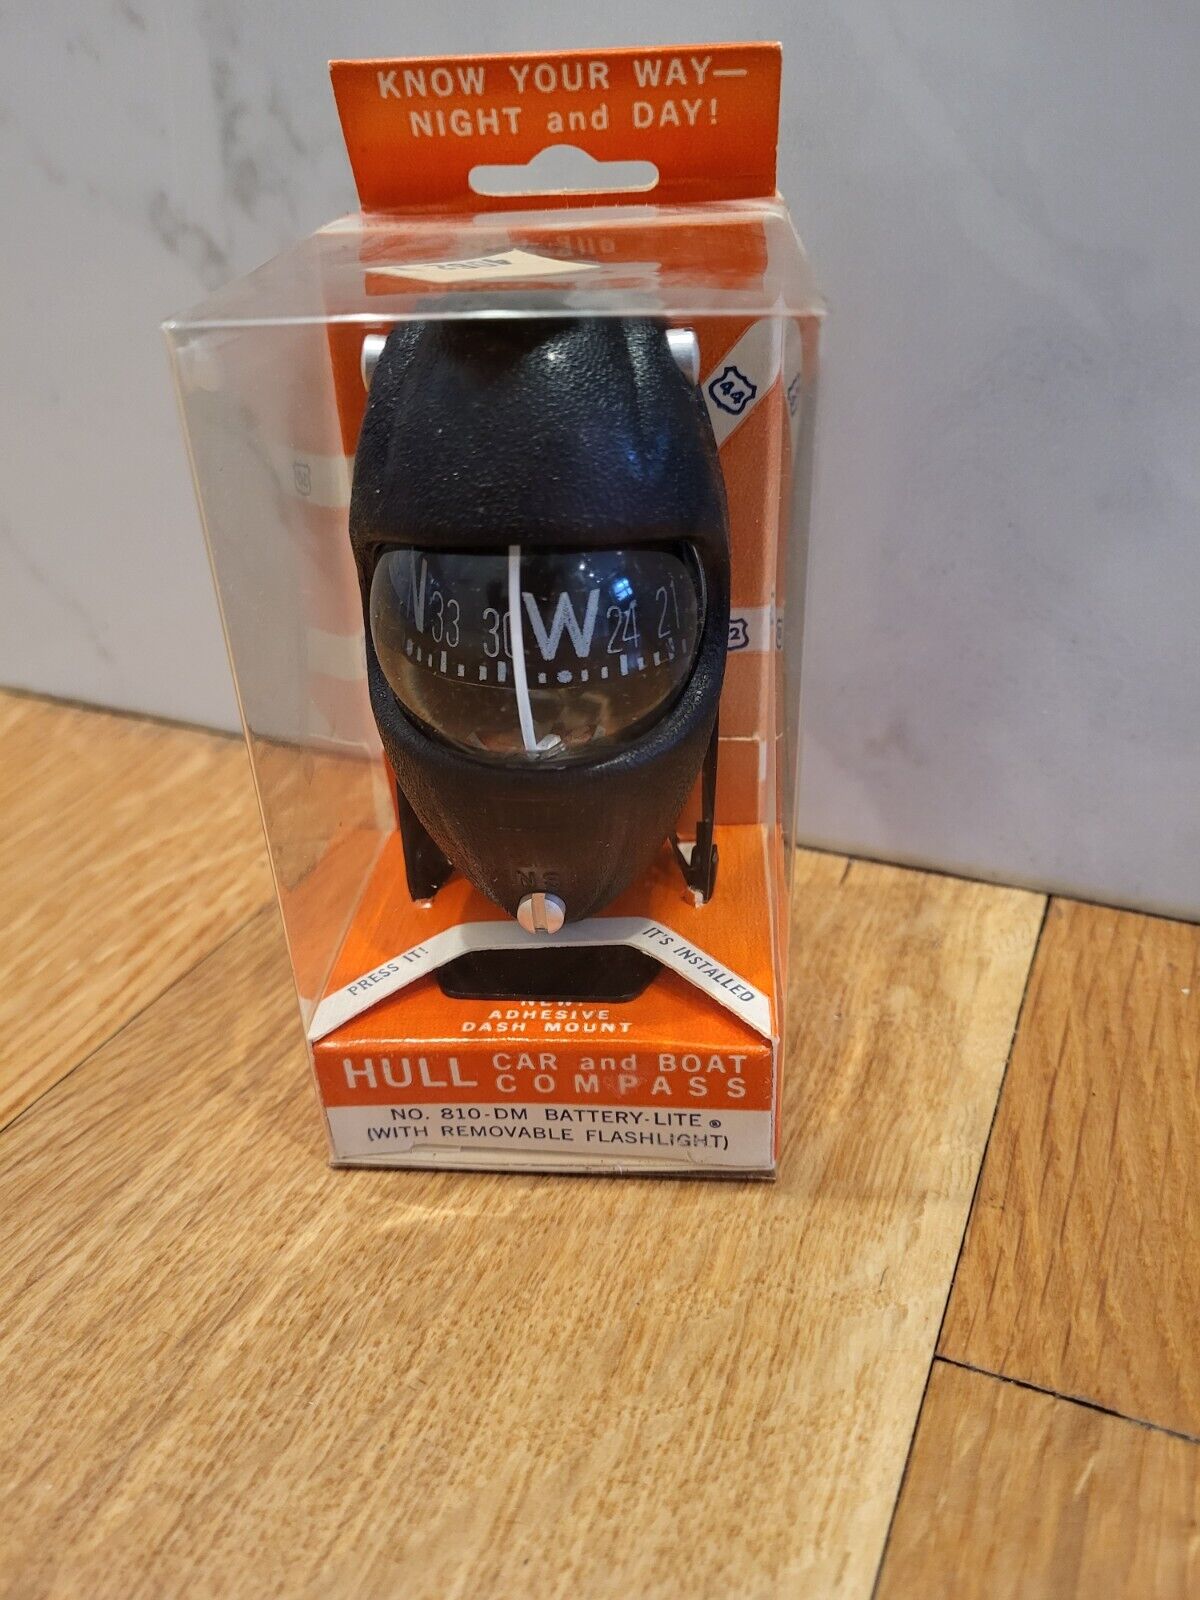 KNOW YOUR WAY—
NIGHT and DAY!
44
N 33 30 W 24 21
N S
PRESS IT!
IT'S INSTALLED
NEW!
ADHESIVE
DASH MOUNT
HULL CAR and BOAT
COMPASS
NO. 810-DM BATTERY-LITE ®
(WITH REMOVABLE FLASHLIGHT)